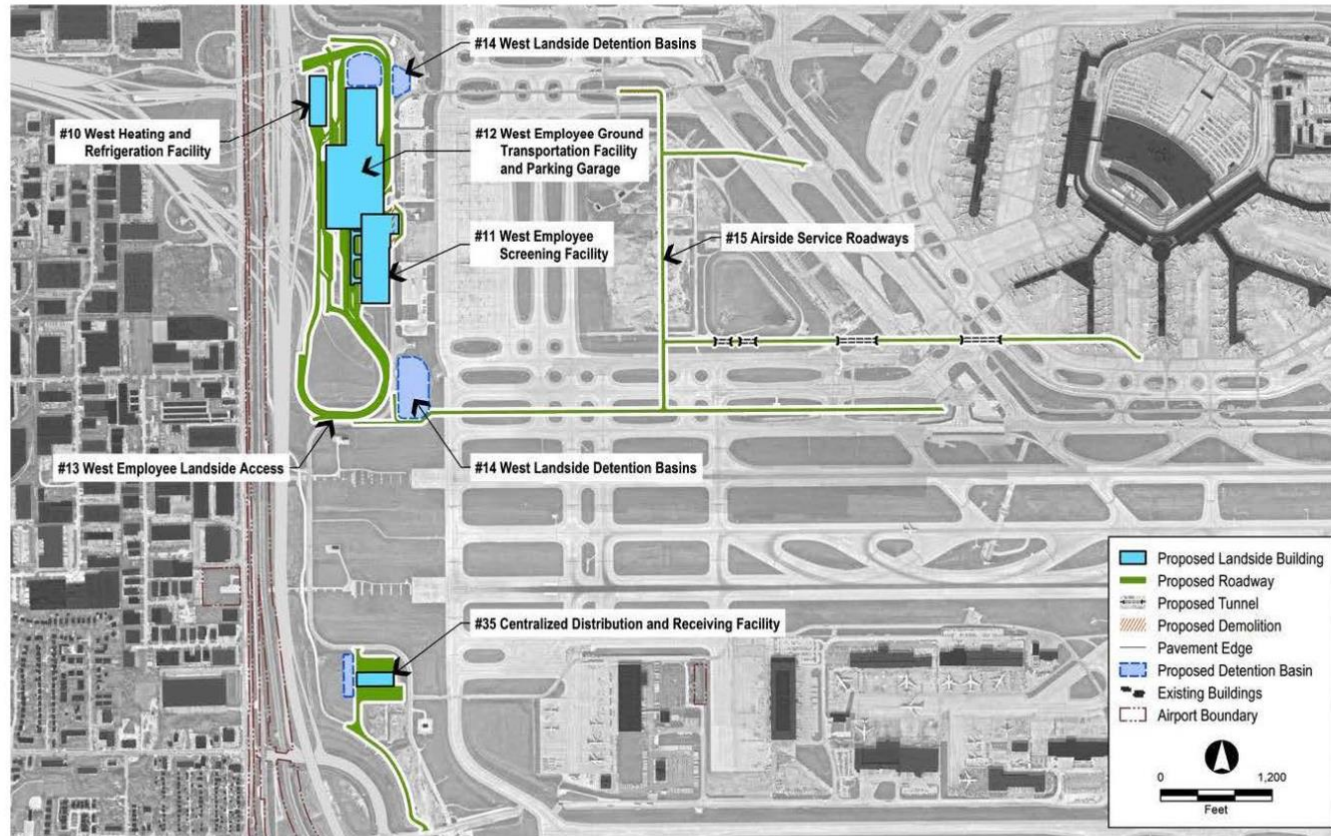 #14 West Landside Detention Basins
#10 West Heating and
Refrigeration Facility
#12 West Employee Ground
Transportation Facility
and Parking Garage
#11 West Employee
Screening Facility
#15 Airside Service Roadways
#13 West Employee Landside Access
#14 West Landside Detention Basins
#35 Centralized Distribution and Receiving Facility
Proposed Landside Building
Proposed Roadway
Proposed Tunnel
Proposed Demolition
Pavement Edge
Proposed Detention Basin
Existing Buildings
Airport Boundary
0 1,200
Feet